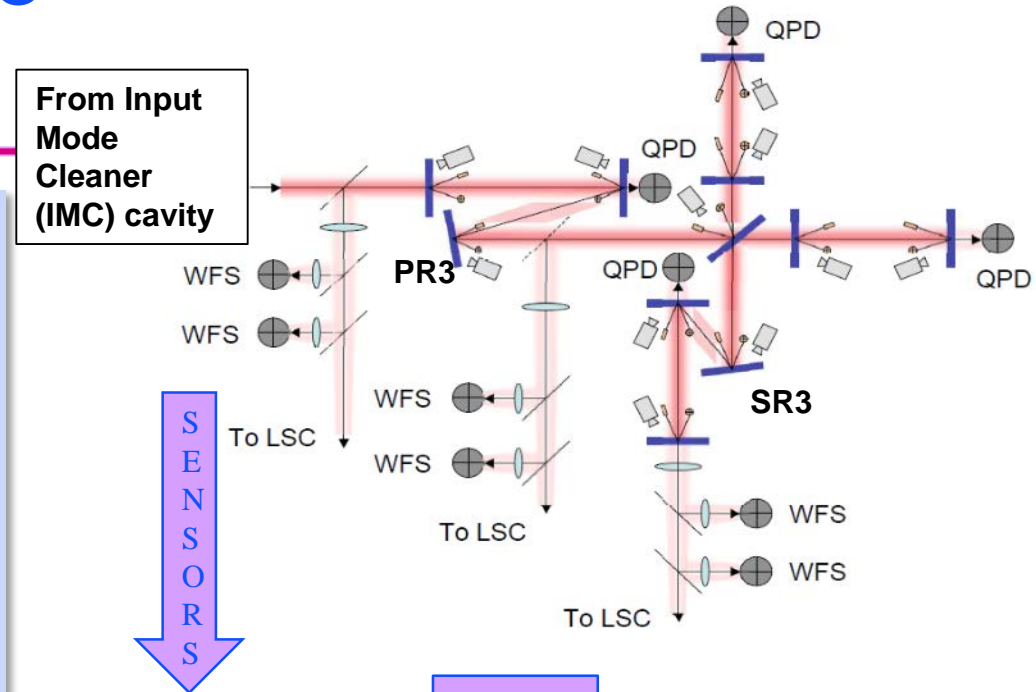 QPD
From Input
Mode
Cleaner
(IMC) cavity
QPD
PR3
QPD
QPD
WFS
WFS
SR3
WFS
To LSC
WFS
WFS
To LSC
WFS
To LSC
S
E
N
S
O
R
S